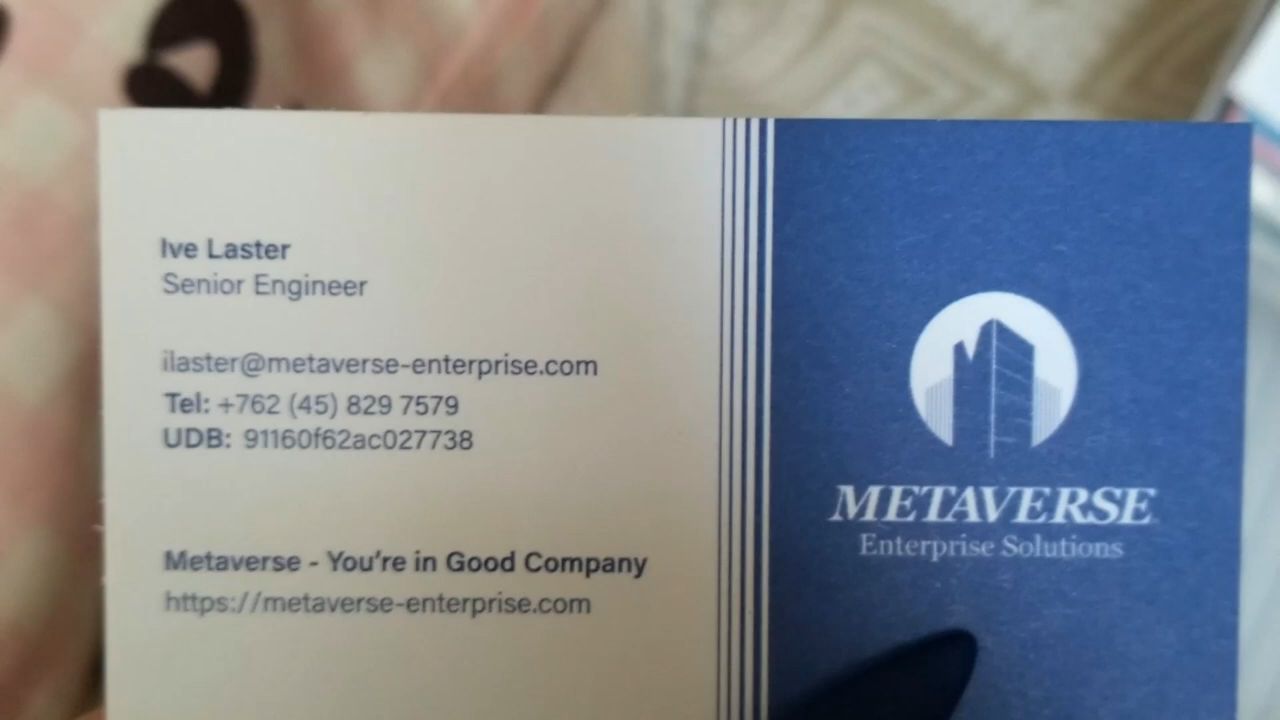 Ive Laster
Senior Engineer
ilaster@metaverse-enterprise.com
Tel: +762 (45) 829 7579
UDB: 91160f62ac027738
Metaverse - You're in Good Company
https://metaverse-enterprise.com
METAVERSE
Enterprise Solutions